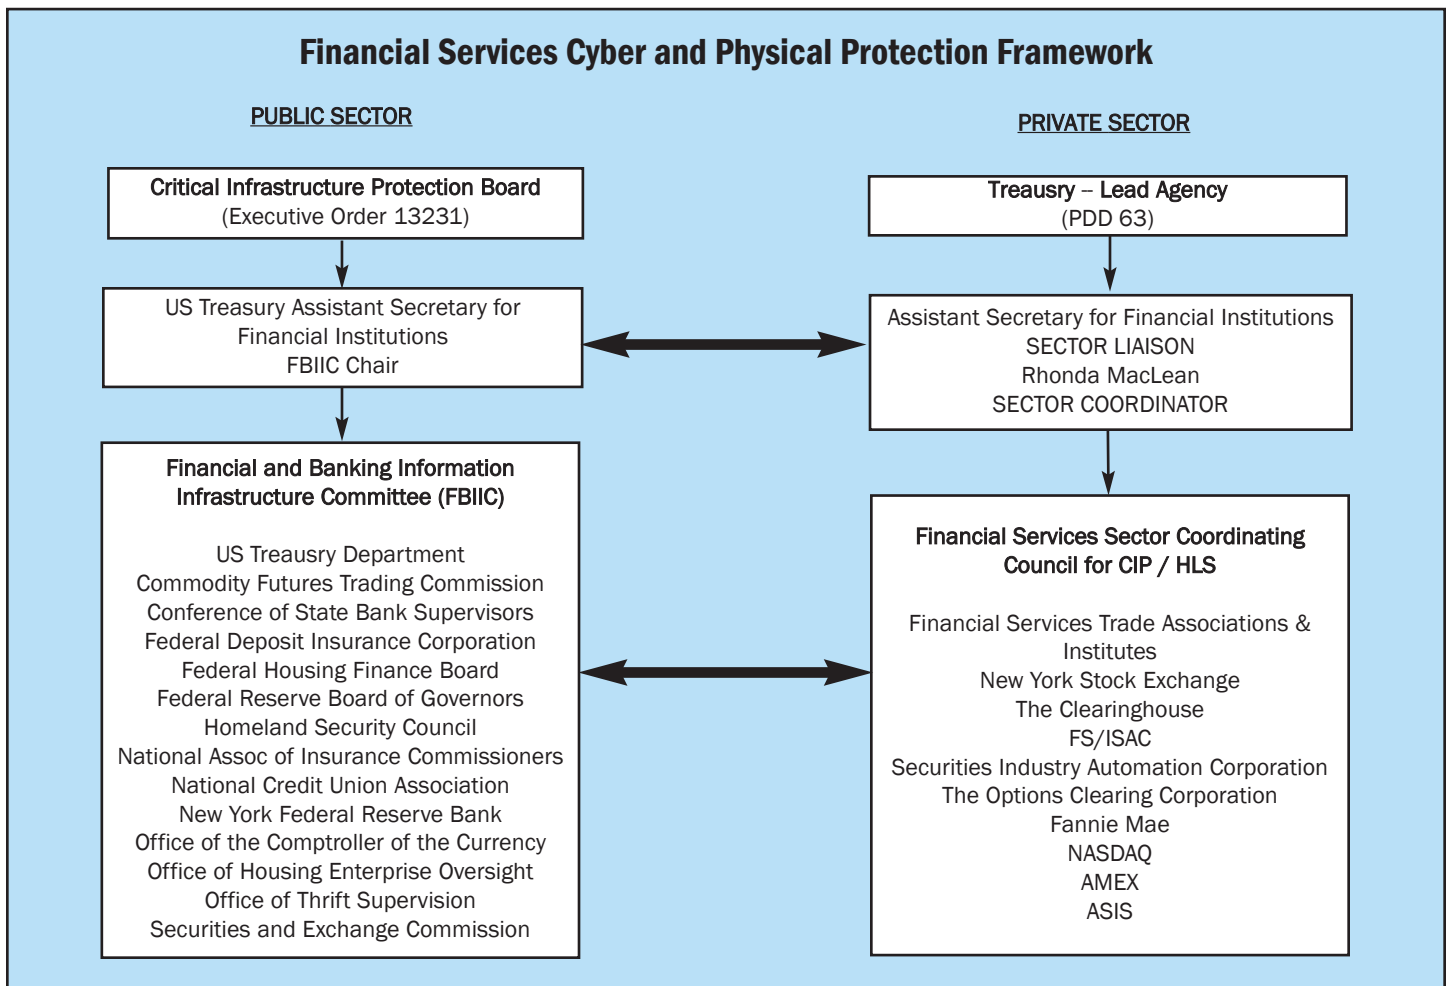 Financial Services Cyber and Physical Protection Framework
PUBLIC SECTOR
Critical Infrastructure Protection Board
(Executive Order 13231)
US Treasury Assistant Secretary for
Financial Institutions
FBIIC Chair
Financial and Banking Information
Infrastructure Committee (FBIIC)
US Treausry Department
Commodity Futures Trading Commission
Conference of State Bank Supervisors
Federal Deposit Insurance Corporation
Federal Housing Finance Board
Federal Reserve Board of Governors
Homeland Security Council
National Assoc of Insurance Commissioners
National Credit Union Association
New York Federal Reserve Bank
Office of the Comptroller of the Currency
Office of Housing Enterprise Oversight
Office of Thrift Supervision
Securities and Exchange Commission
PRIVATE SECTOR
Treausry – Lead Agency
(PDD 63)
Assistant Secretary for Financial Institutions
SECTOR LIAISON
Rhonda MacLean
SECTOR COORDINATOR
Financial Services Sector Coordinating
Council for CIP / HLS
Financial Services Trade Associations &
Institutes
New York Stock Exchange
The Clearinghouse
FS/ISAC
Securities Industry Automation Corporation
The Options Clearing Corporation
Fannie Mae
NASDAQ
AMEX
ASIS